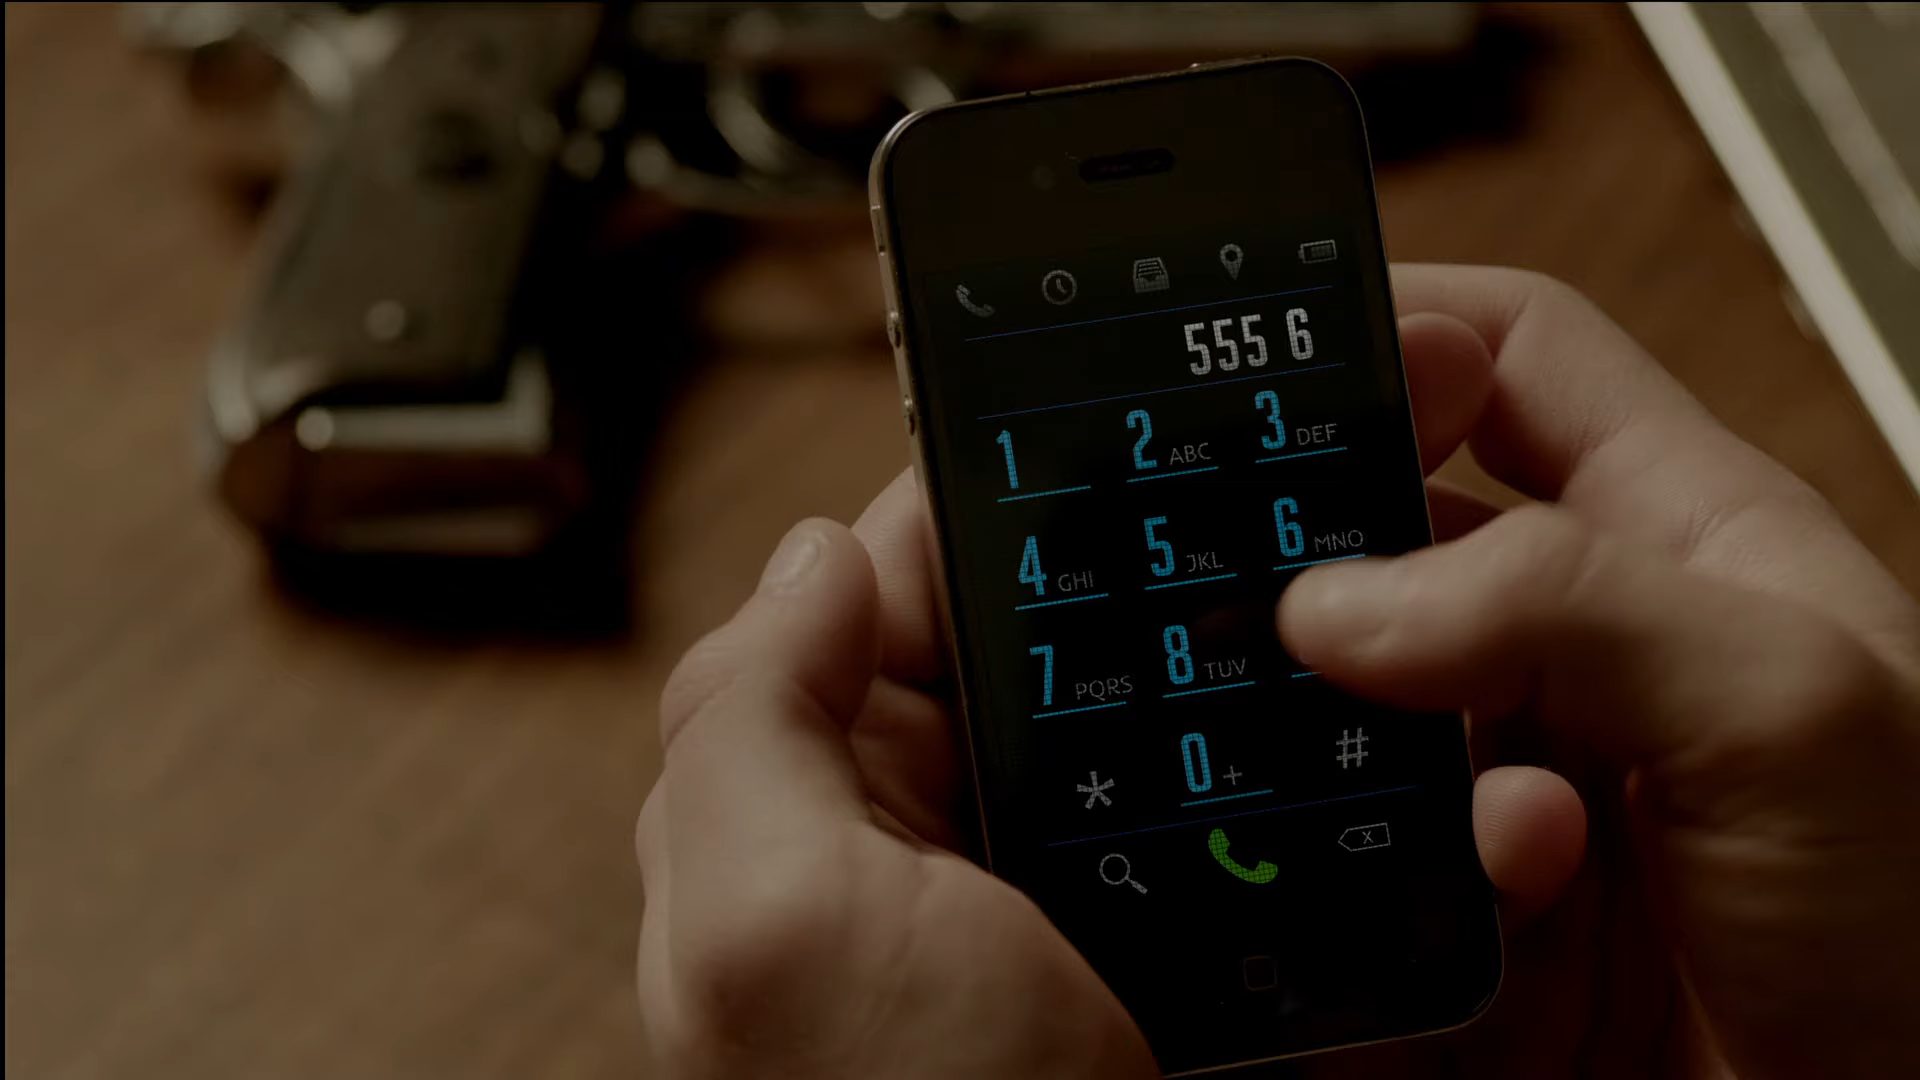 555 6
1 2 ABC 3 DEF
4 GHI 5 JKL 6 MNO
7 PQRS 8 TUV
* 0 + #
X